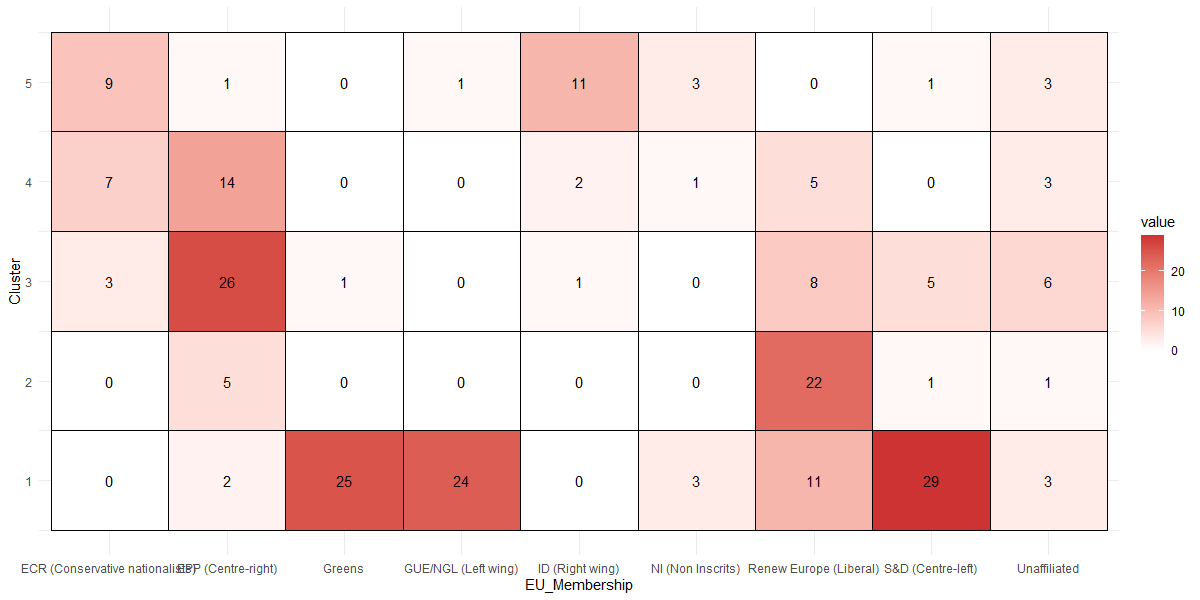 5 9 1 0 1 11 3 0 1 3
4 7 14 0 0 2 1 5 0 3
3 3 26 1 0 1 0 8 5 6
2 0 5 0 0 0 0 22 1 1
1 0 2 25 24 0 3 11 29 3
Cluster
ECR (Conservative nationalist) EPP (Centre-right) Greens GUE/NGL (Left wing) ID (Right wing) NI (Non Inscrits) Renew Europe (Liberal) S&D (Centre-left) Unaffiliated
EU_Membership
value
20
10
0